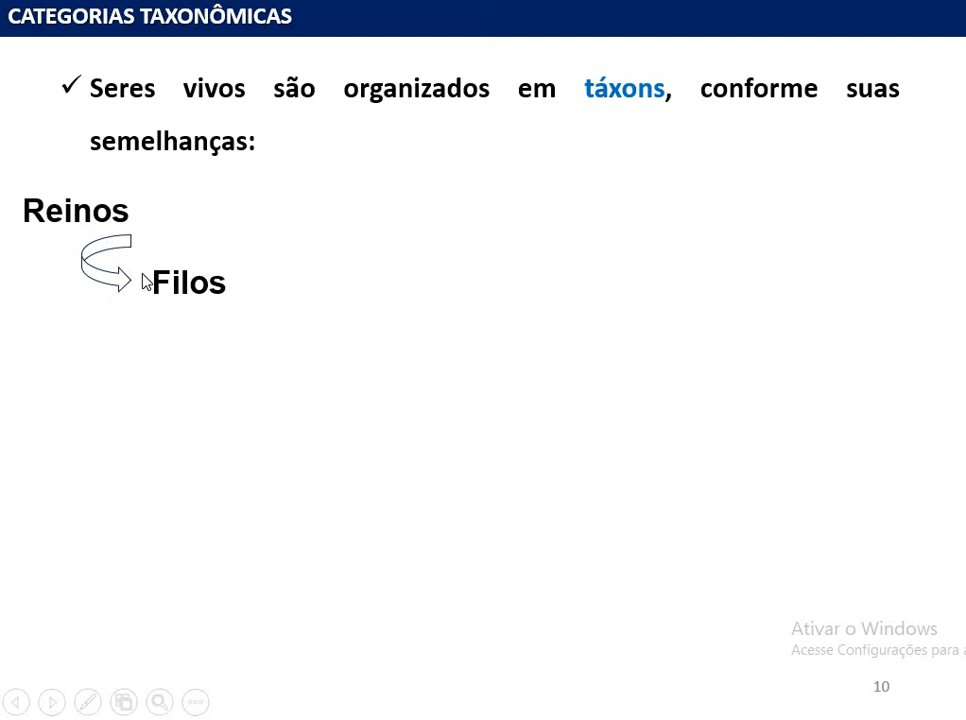 CATEGORIAS TAXONÔMICAS
✓ Seres vivos são organizados em táxons, conforme suas
semelhanças:
Reinos
Filos
Ativar o Windows
Acesse Configurações para a
10